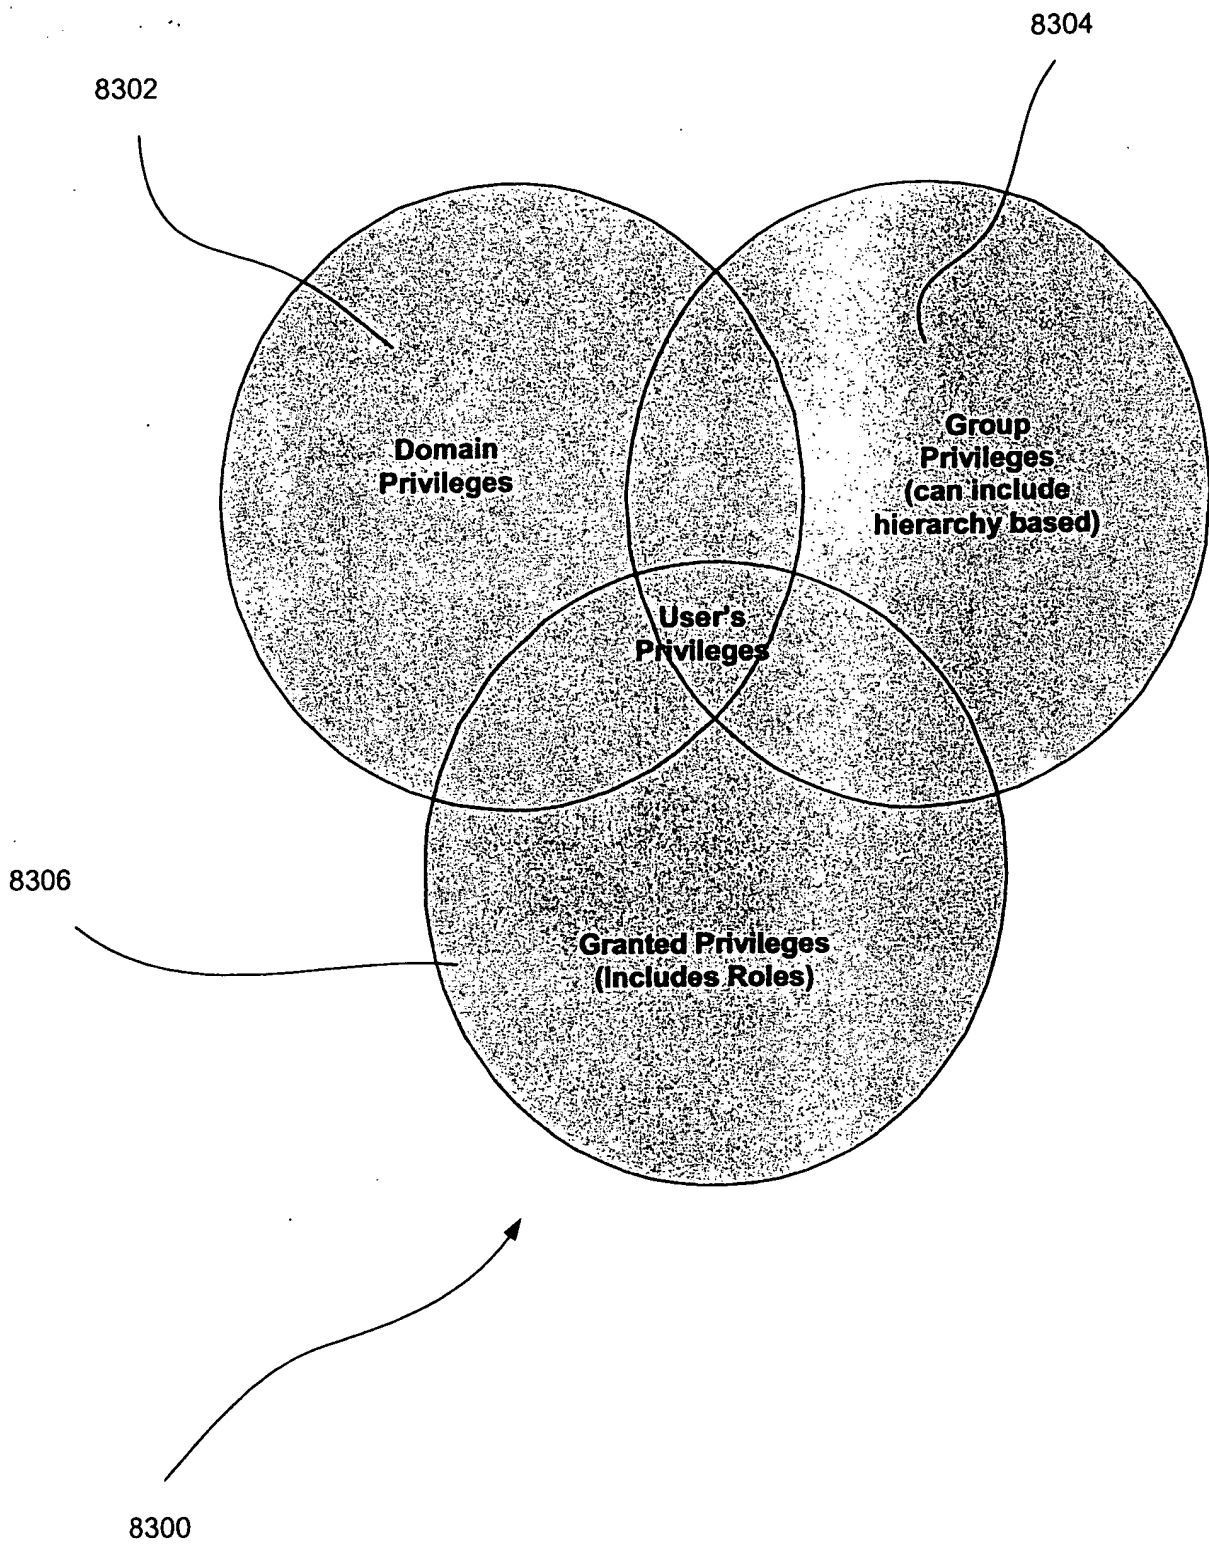 8304
8302
Domain
Privileges
Group
Privileges
(can include
hierarchy based)
User's
Privileges
8306
Granted Privileges
(Includes Roles)
8300